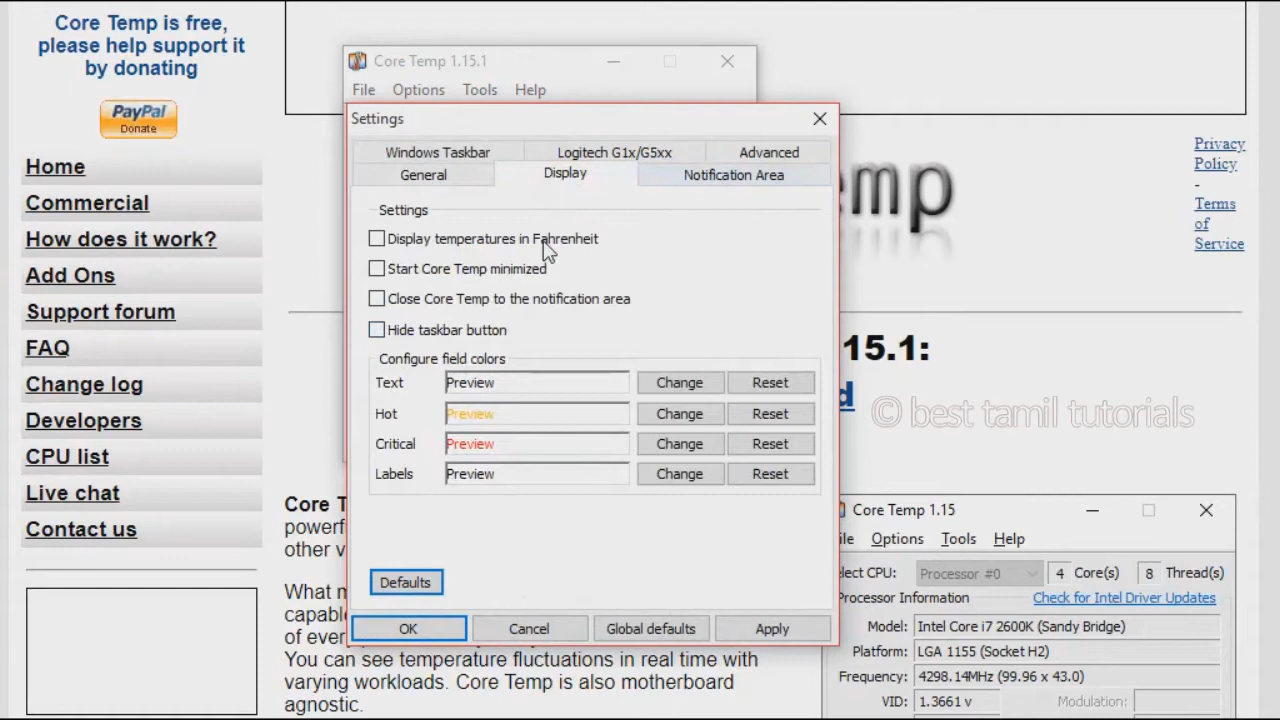 Core Temp is free,
please help support it
by donating
PayPal
Donate
Home
Commercial
How does it work?
Add Ons
Support forum
FAQ
Change log
Developers
CPU list
Live chat
Contact us
Core Temp 1.15.1
File Options Tools Help
Settings
Windows Taskbar Logitech G1x/G5xx Advanced
General Display Notification Area
Settings
Display temperatures in Fahrenheit
Start Core Temp minimized
Close Core Temp to the notification area
Hide taskbar button
Configure field colors
Text Preview Change Reset
Hot Preview Change Reset
Critical Preview Change Reset
Labels Preview Change Reset
Defaults
OK Cancel Global defaults Apply
emp
Privacy
Policy
-
Terms
of
Service
15.1:
d
© best tamil tutorials
Core T
powerf
other v
What m
capable
of every
You can see temperature fluctuations in real time with
varying workloads. Core Temp is also motherboard
agnostic.
Core Temp 1.15
ile Options Tools Help
elect CPU: Processor #0 4 Core(s) 8 Thread(s)
Processor Information Check for Intel Driver Updates
Model: Intel Core i7 2600K (Sandy Bridge)
Platform: LGA 1155 (Socket H2)
Frequency: 4298.14MHz (99.96 x 43.0)
VID: 1.3661 v Modulation: